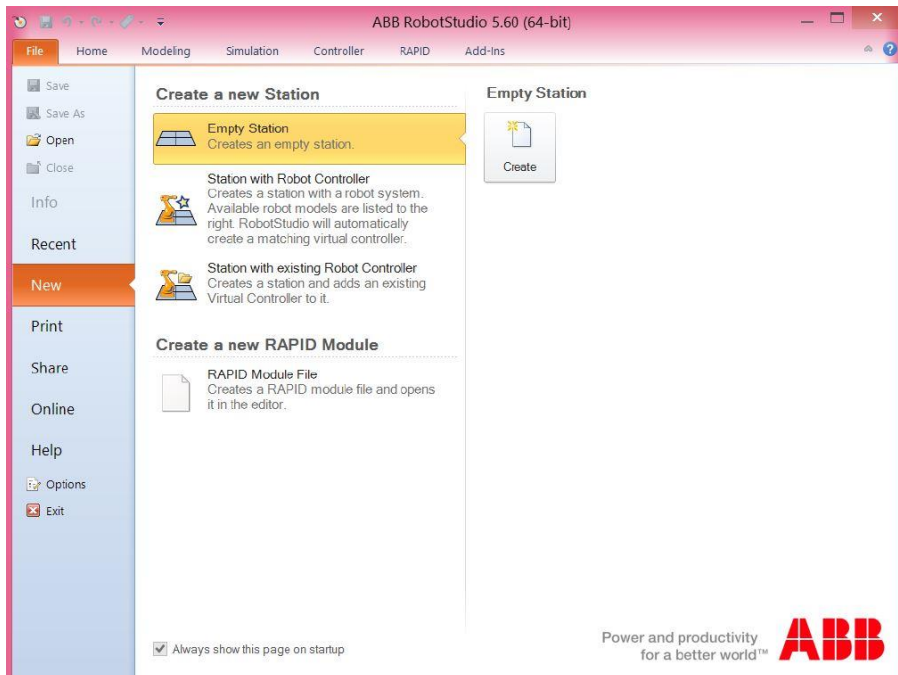 ABB RobotStudio 5.60 (64-bit)
File Home Modeling Simulation Controller RAPID Add-Ins
Save
Save As
Open
Close
Info
Recent
New
Print
Share
Online
Help
Options
Exit
Create a new Station
Empty Station
Creates an empty station.
Station with Robot Controller
Creates a station with a robot system.
Available robot models are listed to the
right. RobotStudio will automatically
create a matching virtual controller.
Station with existing Robot Controller
Creates a station and adds an existing
Virtual Controller to it.
Create a new RAPID Module
RAPID Module File
Creates a RAPID module file and opens
it in the editor.
Always show this page on startup
Empty Station
Create
Power and productivity
for a better world™
ABB